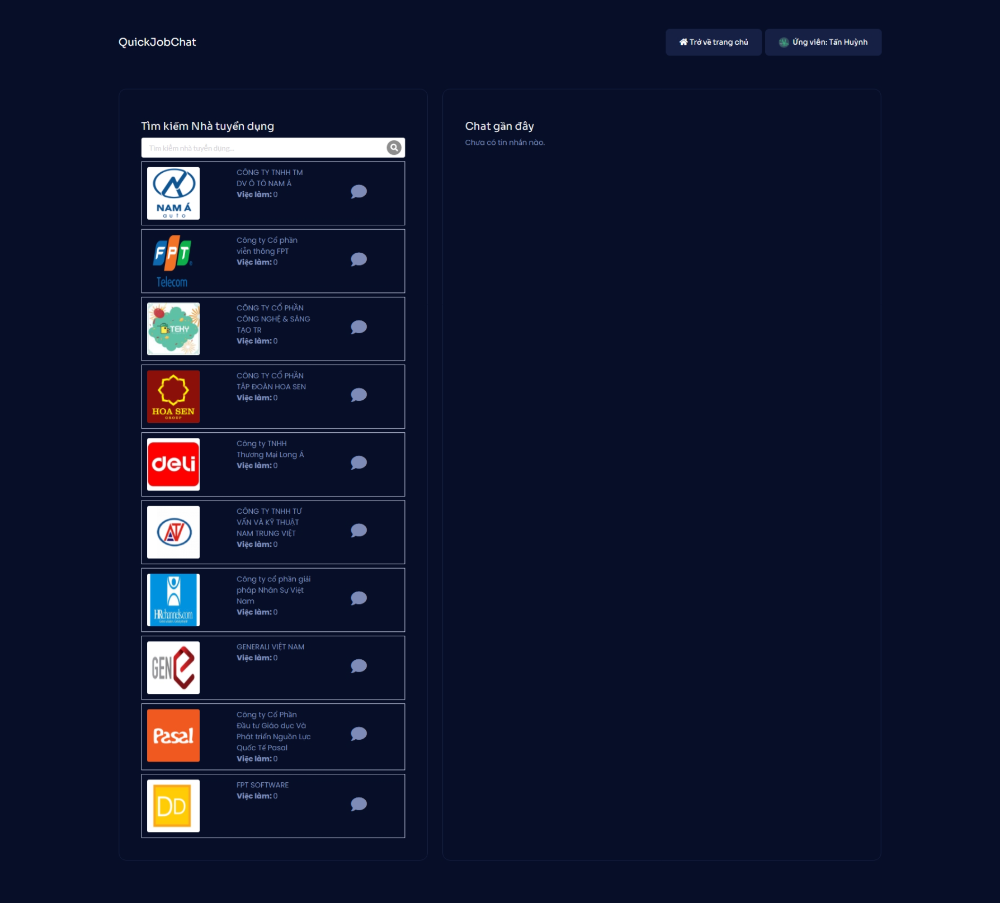 QuickJobChat
Trở về trang chủ
Ứng viên: Tấn Huỳnh
Tìm kiếm Nhà tuyển dụng
Tìm kiếm nhà tuyển dụng...
NAM Á
auto
CÔNG TY TNHH TM
DV Ô TÔ NAM Á
Việc làm: 0
FPT
Telecom
Công ty Cổ phần
viễn thông FPT
Việc làm: 0
TEKY
CÔNG TY CỔ PHẦN
CÔNG NGHỆ & SÁNG
TẠO TR
Việc làm: 0
HOA SEN
GROUP
CÔNG TY CỔ PHẦN
TẬP ĐOÀN HOA SEN
Việc làm: 0
deli
Công ty TNHH
Thương Mại Long Á
Việc làm: 0
CÔNG TY TNHH TƯ
VẤN VÀ KỸ THUẬT
NAM TRUNG VIỆT
Việc làm: 0
HRchannels.com
Công ty cổ phần giải
pháp Nhân Sự Việt
Nam
Việc làm: 0
GEN
GENERALI VIỆT NAM
Việc làm: 0
Pasal
Công ty Cổ Phần
Đầu tư Giáo dục Và
Phát triển Nguồn Lực
Quốc Tế Pasal
Việc làm: 0
DD
FPT SOFTWARE
Việc làm: 0
Chat gần đây
Chưa có tin nhắn nào.